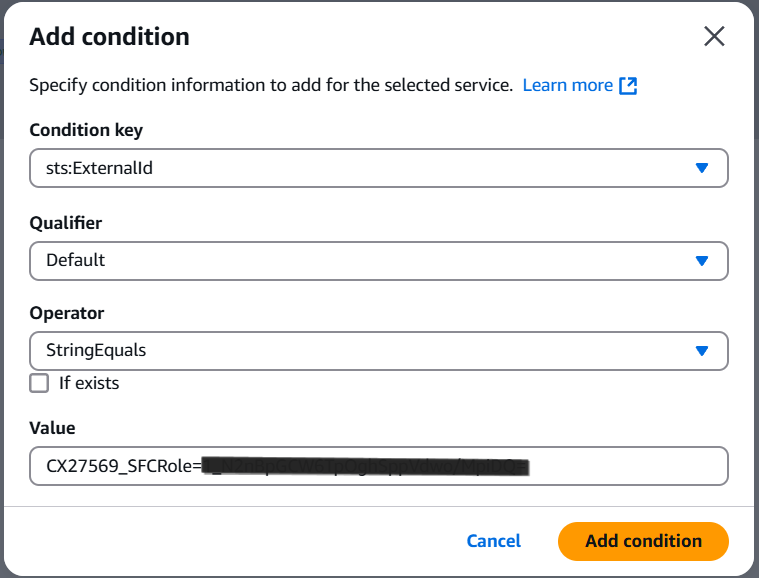 Add condition
Specify condition information to add for the selected service. Learn more
Condition key
sts:ExternalId
Qualifier
Default
Operator
StringEquals
If exists
Value
CX27569_SFCRole=
Cancel
Add condition